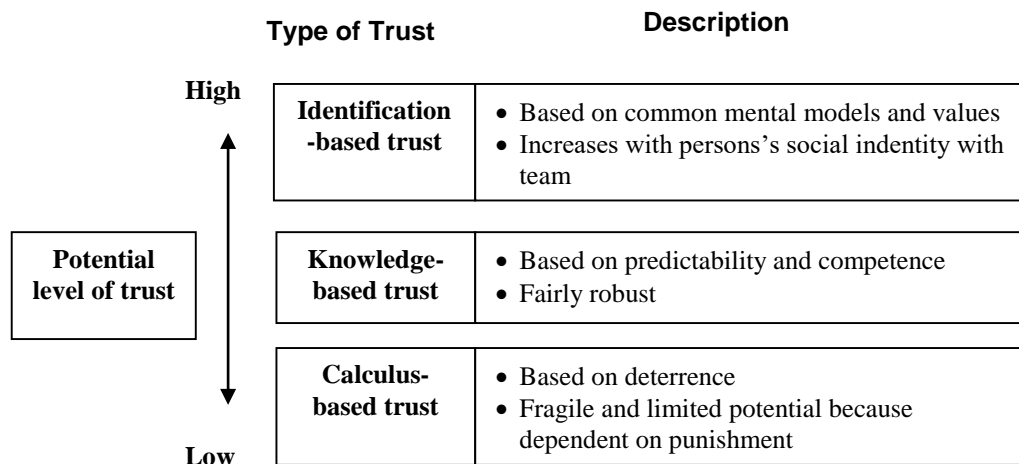 Type of Trust
Description
High
Identification
-based trust
• Based on common mental models and values
• Increases with persons's social indentity with
team
Potential
level of trust
Knowledge-
based trust
• Based on predictability and competence
• Fairly robust
Calculus-
based trust
• Based on deterrence
• Fragile and limited potential because
dependent on punishment
Low